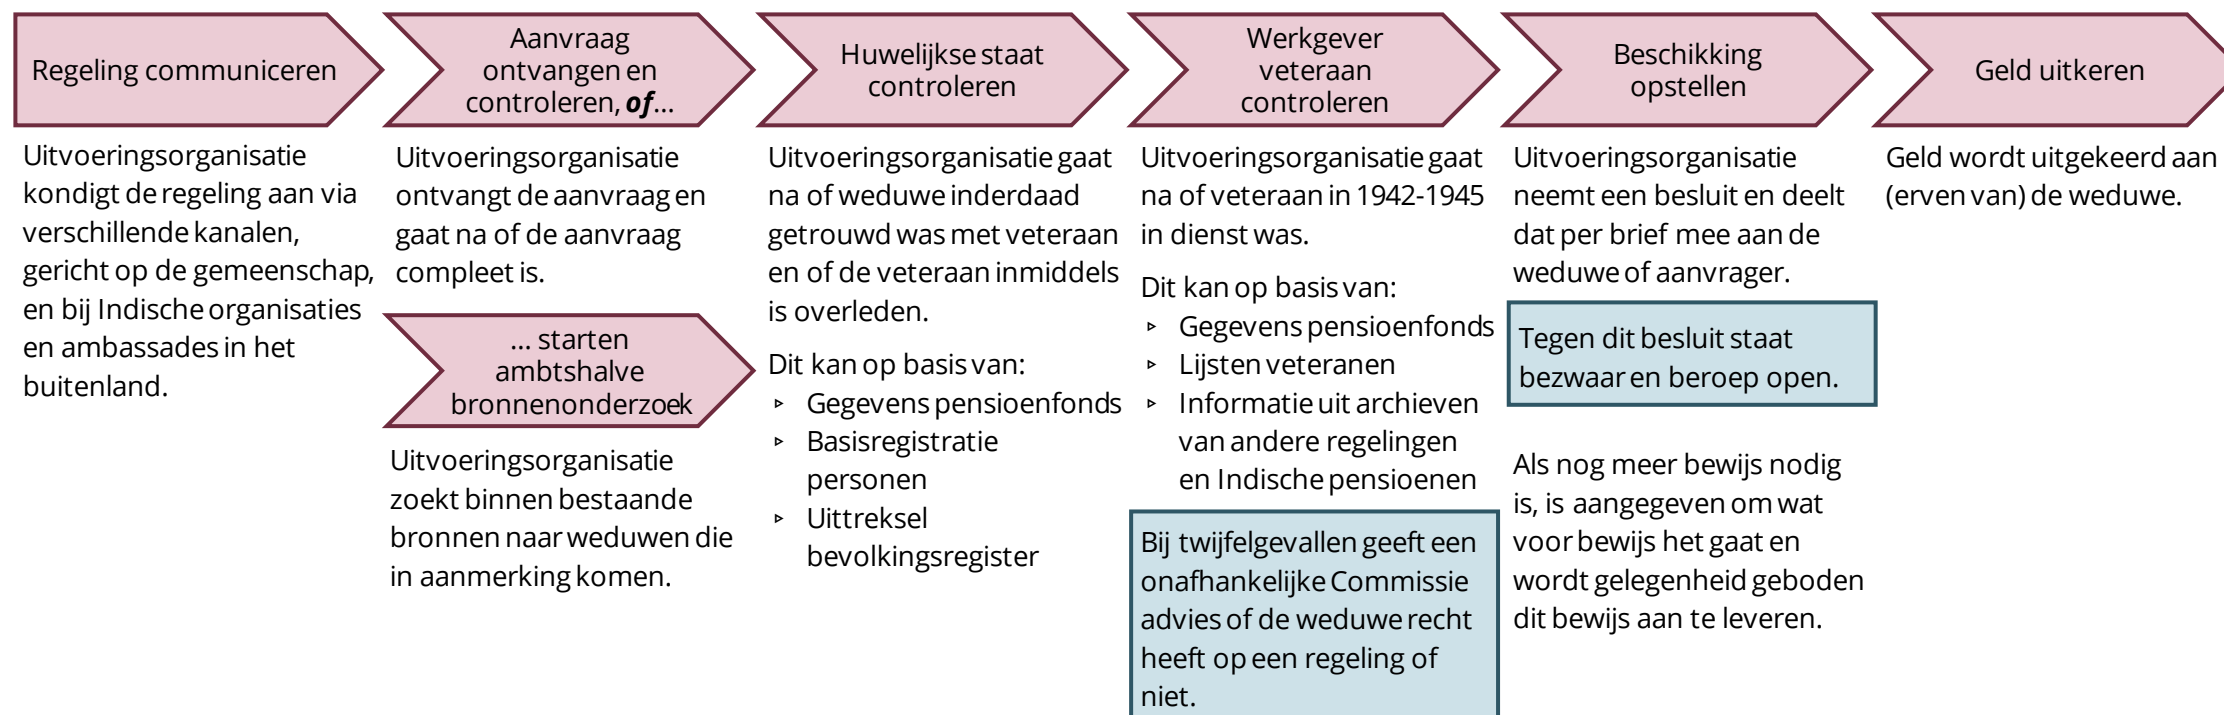 Regeling communiceren
Uitvoeringsorganisatie
kondigt de regeling aan via
verschillende kanalen,
gericht op de gemeenschap,
en bij Indische organisaties
en ambassades in het
buitenland.
Aanvraag
ontvangen en
controleren, of...
Uitvoeringsorganisatie
ontvangt de aanvraag en
gaat na of de aanvraag
compleet is.
... starten
ambtshalve
bronnenonderzoek
Uitvoeringsorganisatie
zoekt binnen bestaande
bronnen naar weduwen die
in aanmerking komen.
Huwelijkse staat
controleren
Uitvoeringsorganisatie gaat
na of weduwe inderdaad
getrouwd was met veteraan
en of de veteraan inmiddels
is overleden.
Dit kan op basis van:
▹ Gegevens pensioenfonds
▹ Basisregistratie
personen
▹ Uittreksel
bevolkingsregister
Werkgever
veteraan
controleren
Uitvoeringsorganisatie gaat
na of veteraan in 1942-1945
in dienst was.
Dit kan op basis van:
▹ Gegevens pensioenfonds
▹ Lijsten veteranen
▹ Informatie uit archieven
van andere regelingen
en Indische pensioenen
Bij twijfelgevallen geeft een
onafhankelijke Commissie
advies of de weduwe recht
heeft op een regeling of
niet.
Beschikking
opstellen
Uitvoeringsorganisatie
neemt een besluit en deelt
dat per brief mee aan de
weduwe of aanvrager.
Tegen dit besluit staat
bezwaar en beroep open.
Als nog meer bewijs nodig
is, is aangegeven om wat
voor bewijs het gaat en
wordt gelegenheid geboden
dit bewijs aan te leveren.
Geld uitkeren
Geld wordt uitgekeerd aan
(erven van) de weduwe.